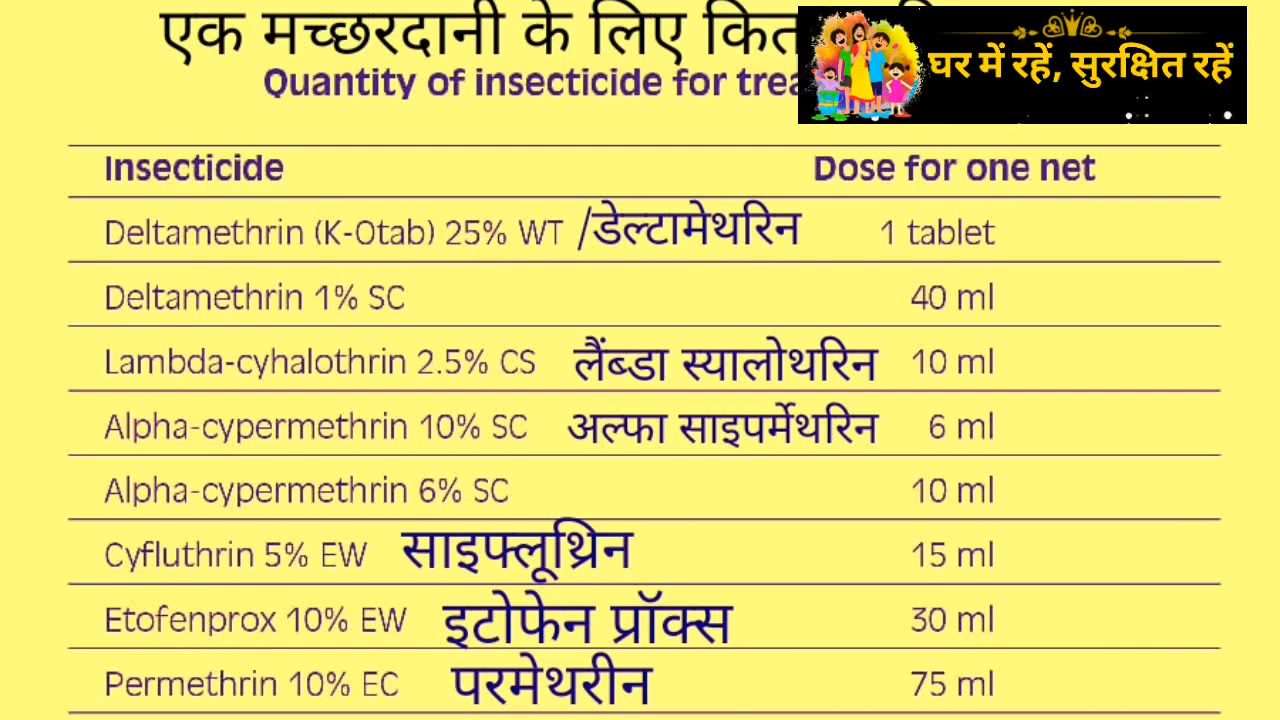 एक मच्छरदानी के लिए
Quantity of insecticide for
घर में रहें, सुरक्षित रहें
Insecticide Dose for one net
Deltamethrin (K-Otab) 25% WT /डेल्टामेथरिन 1 tablet
Deltamethrin 1% SC 40 ml
Lambda-cyhalothrin 2.5% CS लैंब्डा स्यालोथरिन 10 ml
Alpha-cypermethrin 10% SC अल्फा साइपर्मेथरिन 6 ml
Alpha-cypermethrin 6% SC 10 ml
Cyfluthrin 5% EW साइफ्लूथ्रिन 15 ml
Etofenprox 10% EW इटोफेन प्रॉक्स 30 ml
Permethrin 10% EC परमेथरीन 75 ml